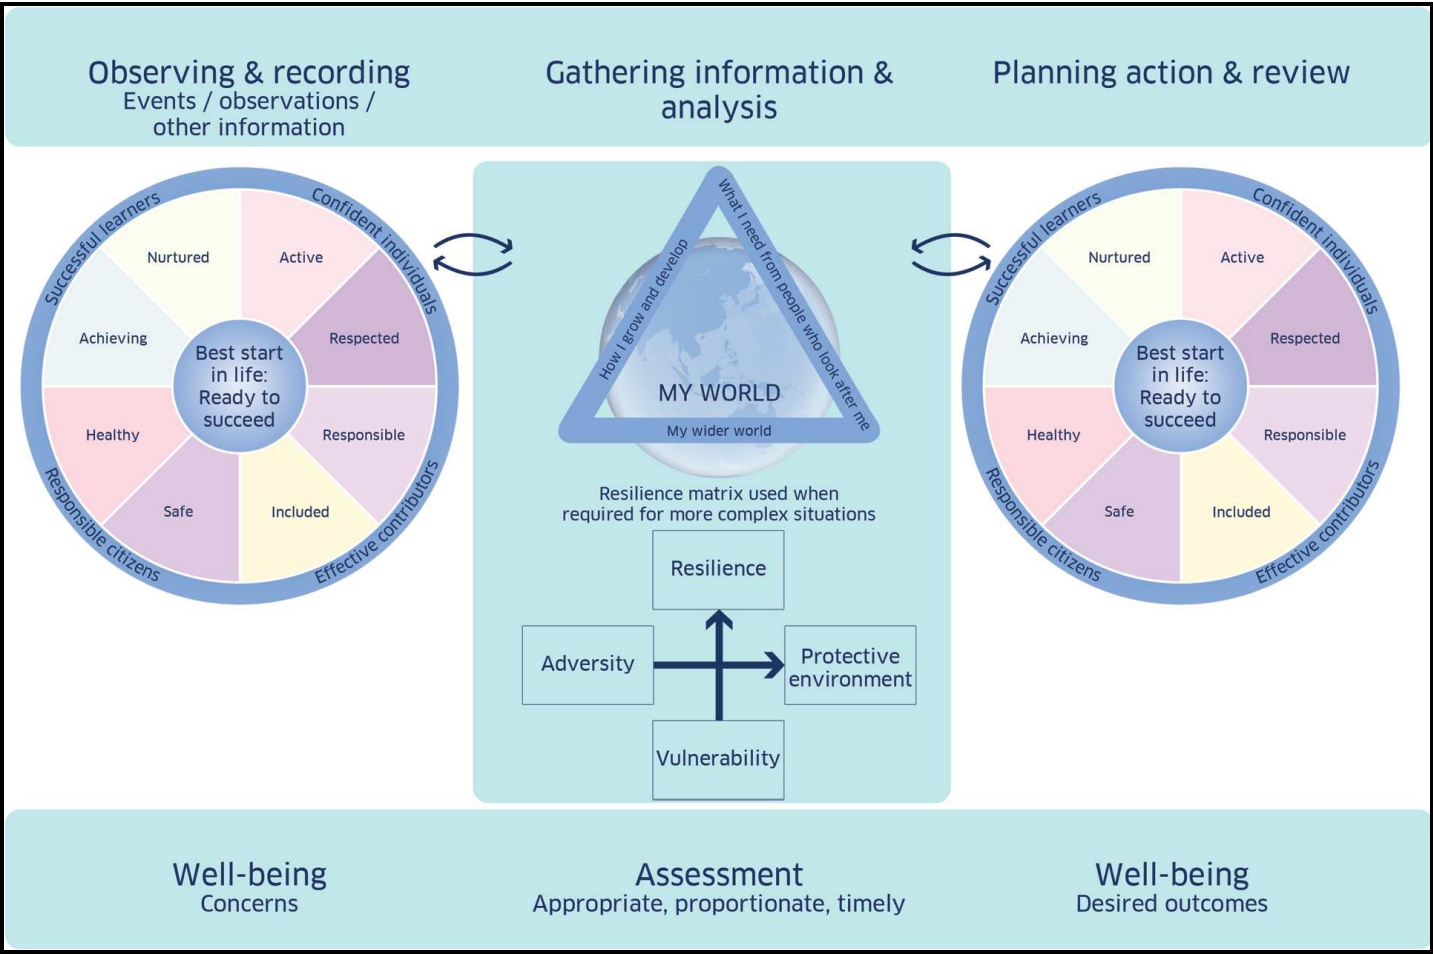 Observing & recording
Events / observations /
other information
Gathering information &
analysis
Planning action & review
Successful learners
Confident individuals
Nurtured
Active
Achieving
Respected
Best start
in life:
Ready to
succeed
Healthy
Responsible
Safe
Included
Responsible citizens
Effective contributors
How I grow and develop
What I need from people who look after me
MY WORLD
My wider world
Resilience matrix used when
required for more complex situations
Resilience
Adversity
Protective
environment
Vulnerability
Successful learners
Confident individuals
Nurtured
Active
Achieving
Respected
Best start
in life:
Ready to
succeed
Healthy
Responsible
Safe
Included
Responsible citizens
Effective contributors
Well-being
Concerns
Assessment
Appropriate, proportionate, timely
Well-being
Desired outcomes